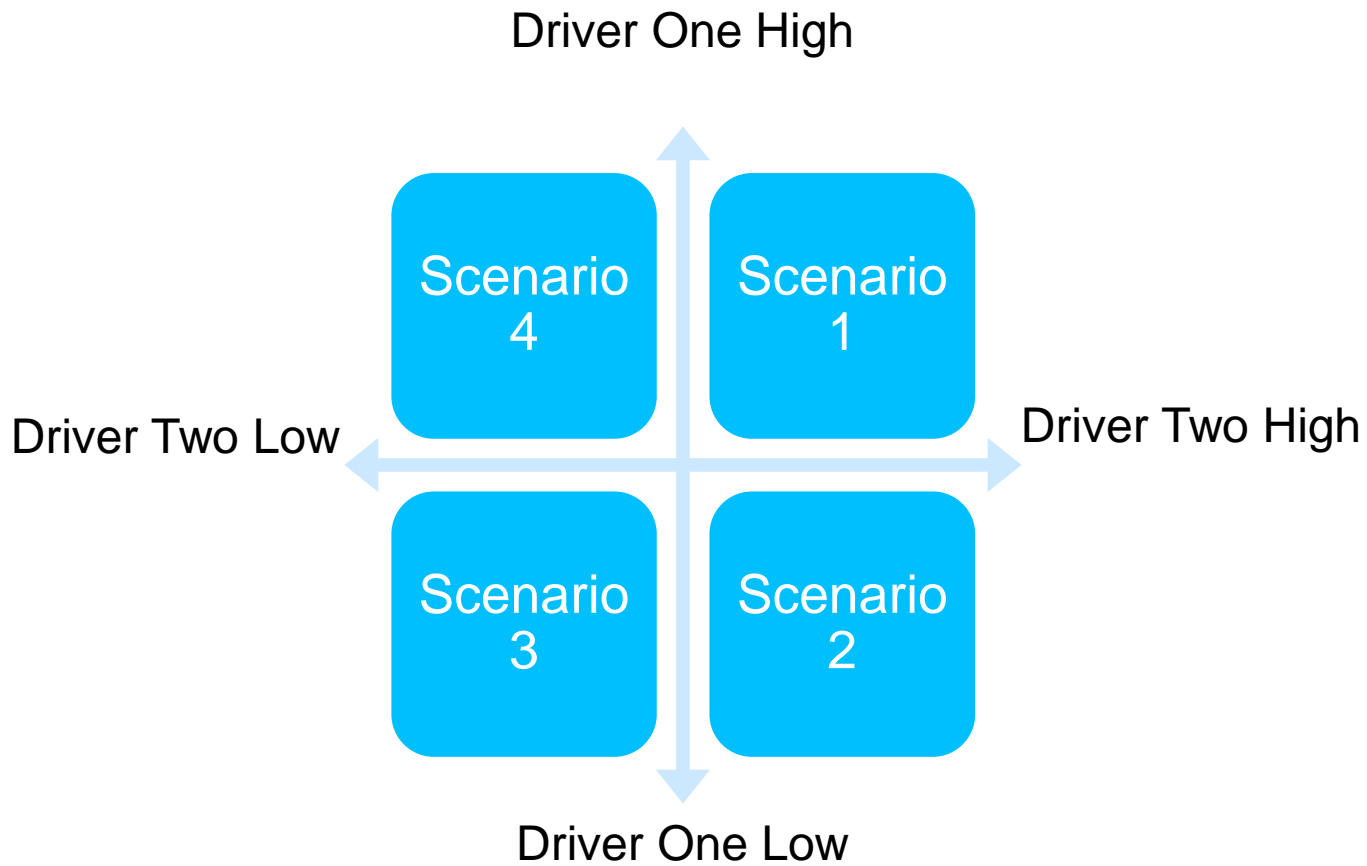 Driver One High
Scenario
4
Scenario
1
Driver Two Low
Driver Two High
Scenario
3
Scenario
2
Driver One Low